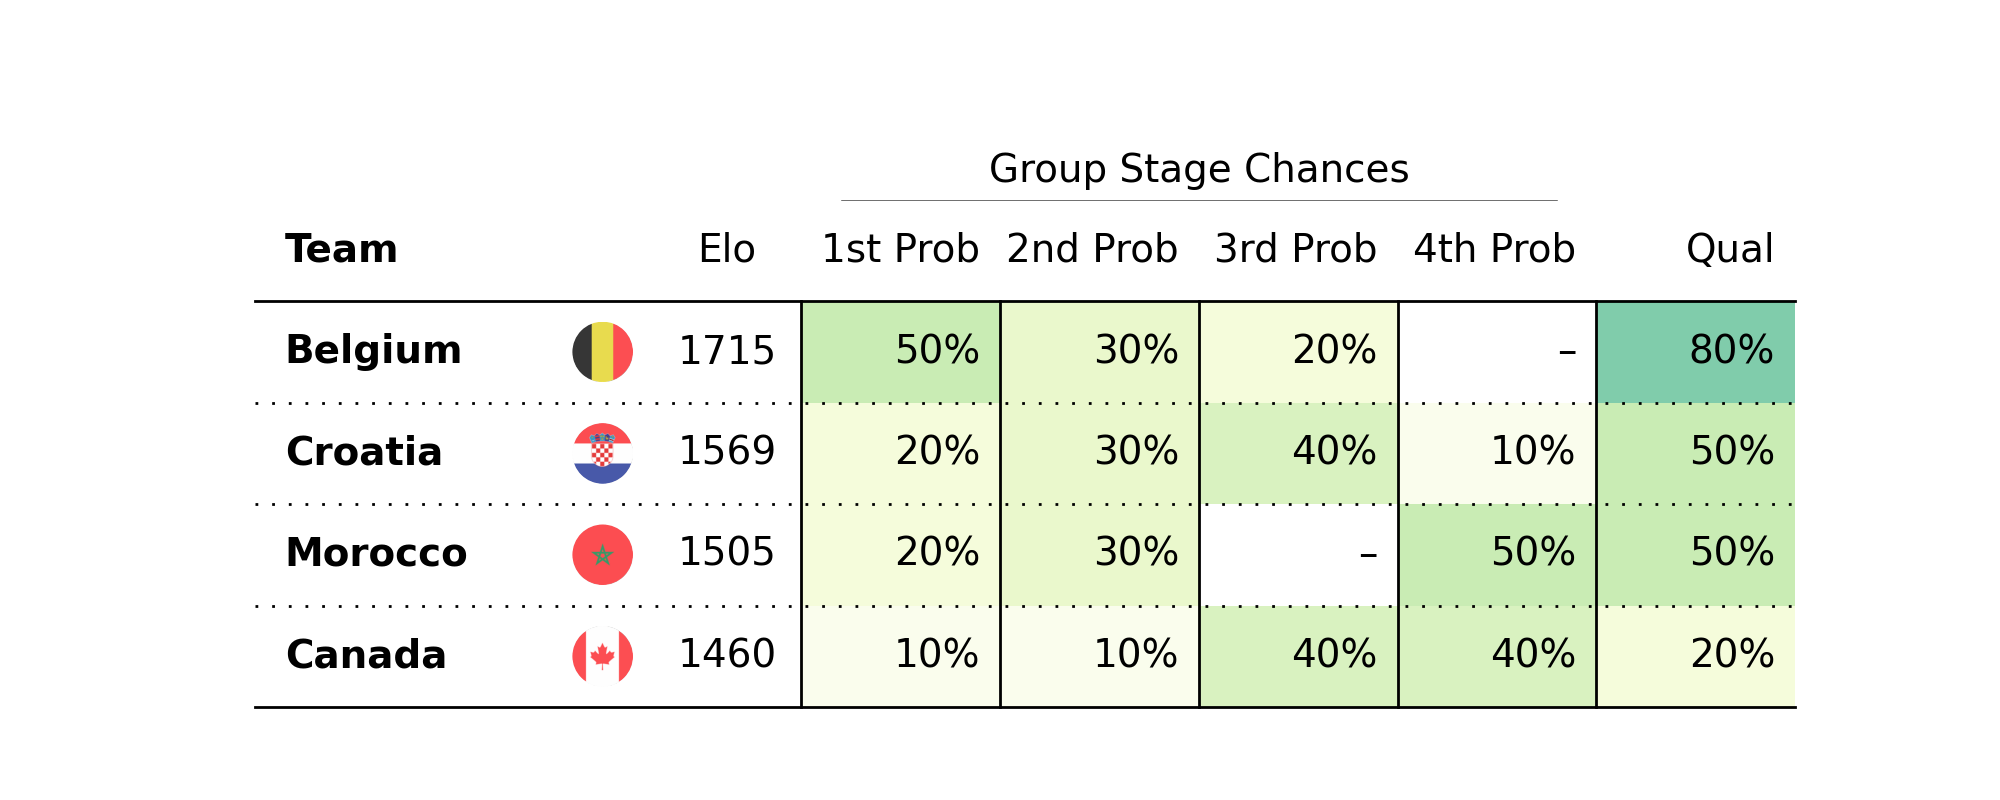 Group Stage Chances
Team Elo 1st Prob 2nd Prob 3rd Prob 4th Prob Qual
Belgium 1715 50% 30% 20% – 80%
Croatia 1569 20% 30% 40% 10% 50%
Morocco 1505 20% 30% – 50% 50%
Canada 1460 10% 10% 40% 40% 20%